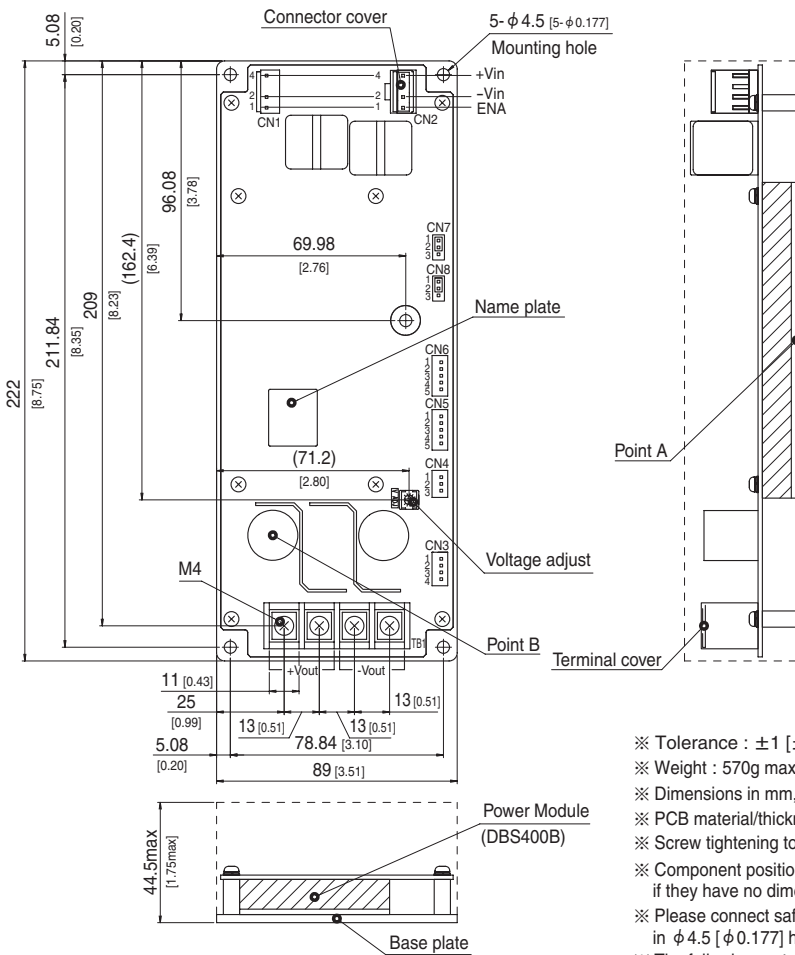 Connector cover
5-φ4.5 [5-φ0.177]
Mounting hole
5.08
[0.20]
+Vin
−Vin
ENA
4
2
1
CN1
4
2
1
CN2
96.08
[3.78]
(162.4)
[6.39]
209
[8.23]
211.84
[8.35]
222
[8.75]
69.98
[2.76]
CN7
1
2
3
CN8
1
2
3
Name plate
CN6
1
2
3
4
5
CN5
1
2
3
4
5
(71.2)
[2.80]
CN4
1
2
3
Point A
Voltage adjust
CN3
1
2
3
4
M4
TB1
Point B
Terminal cover
+Vout
-Vout
11 [0.43]
25
[0.99]
13 [0.51]
13 [0.51]
13 [0.51]
5.08
[0.20]
78.84 [3.10]
89 [3.51]
44.5max
[1.75max]
Power Module
(DBS400B)
Base plate
※ Tolerance : ±1 [±
※ Weight : 570g max
※ Dimensions in mm,
※ PCB material/thick
※ Screw tightening to
※ Component positio
if they have no dime
※ Please connect saf
in φ4.5 [φ0.177] h